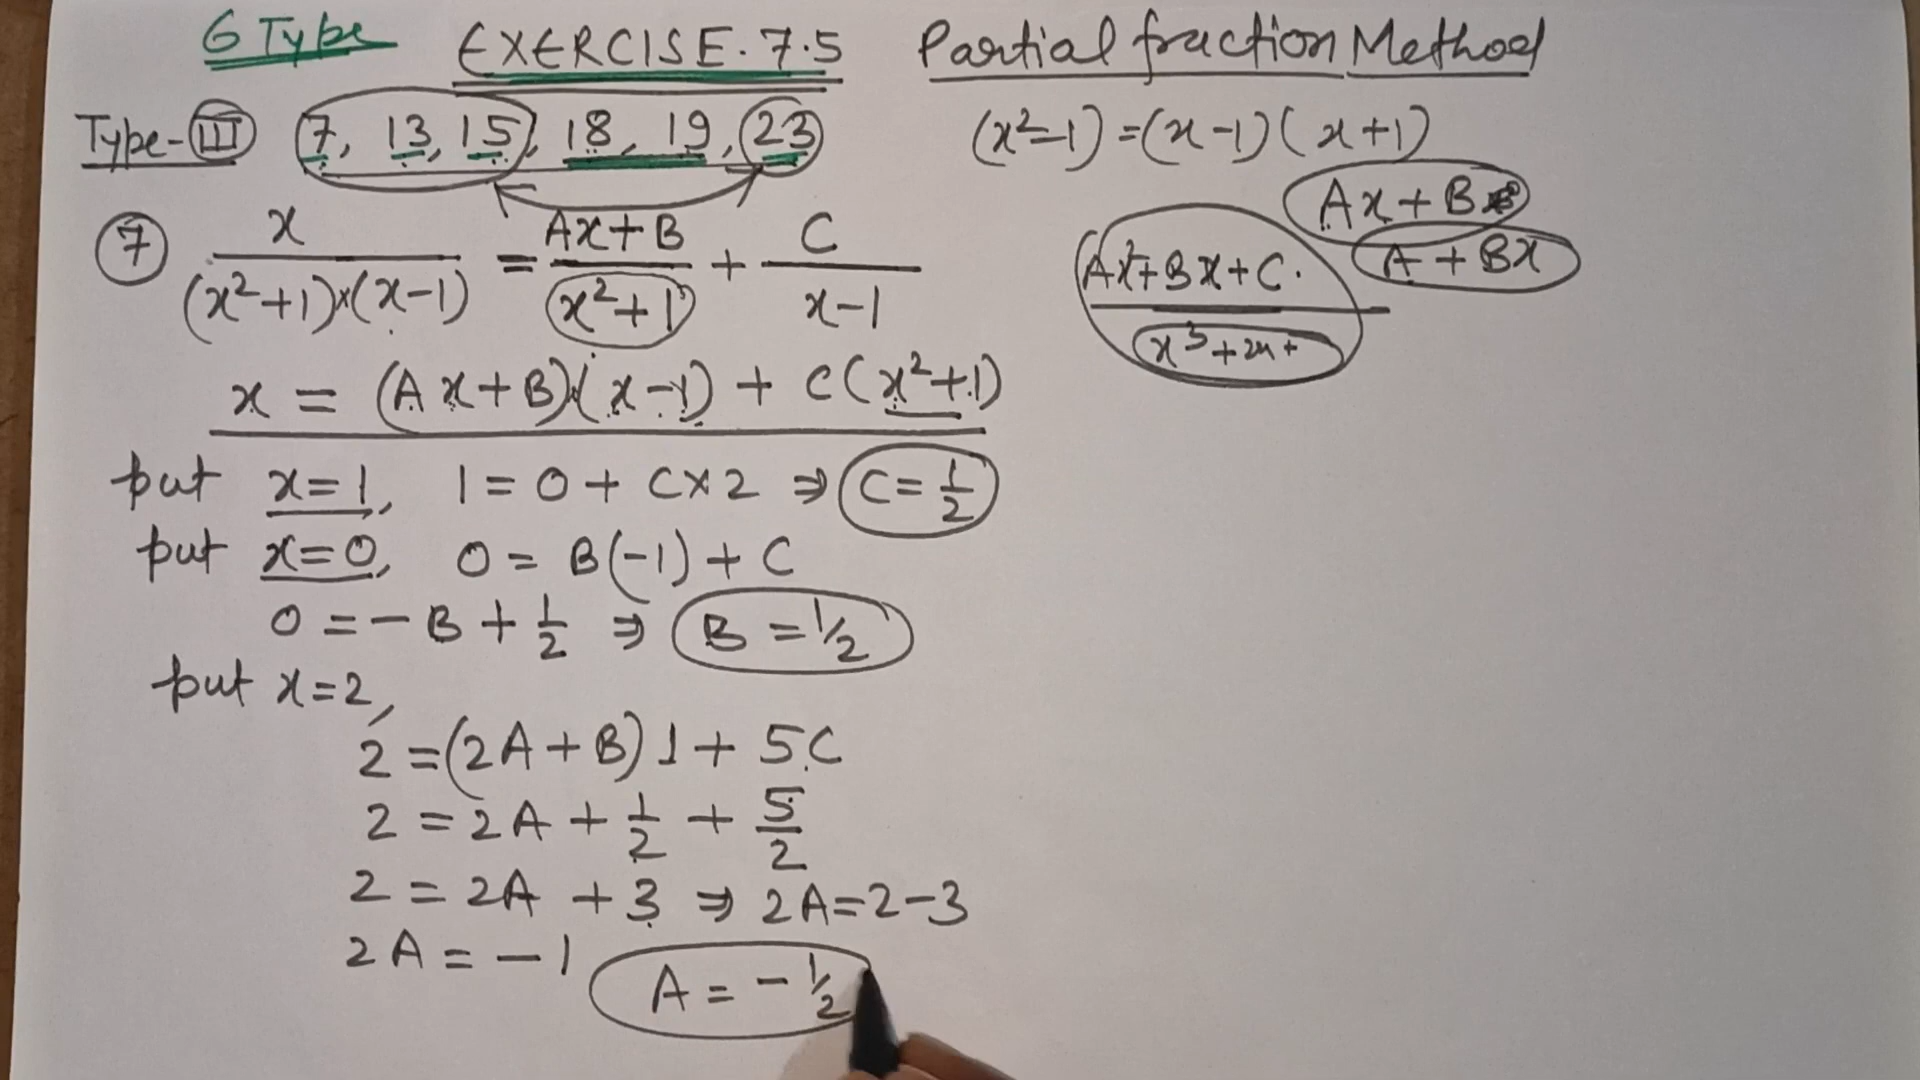 6 Type EXERCISE. 7.5 Partial fraction Method
Type-III 7, 13, 15, 18, 19, 23 (x²-1) = (x-1)(x+1)
Ax+B
A+Bx
7 x/((x²+1)×(x-1)) = (Ax+B)/(x²+1) + C/(x-1)
(Ax²+Bx+C.)/(x³+2x+
x = (Ax+B)(x-1) + C(x²+1)
put x=1, 1 = 0 + C×2 ⇒ C = 1/2
put x=0, 0 = B(-1) + C
0 = -B + 1/2 ⇒ B = 1/2
put x=2,
2 = (2A+B)1 + 5C
2 = 2A + 1/2 + 5/2
2 = 2A + 3 ⇒ 2A = 2-3
2A = -1 A = -1/2